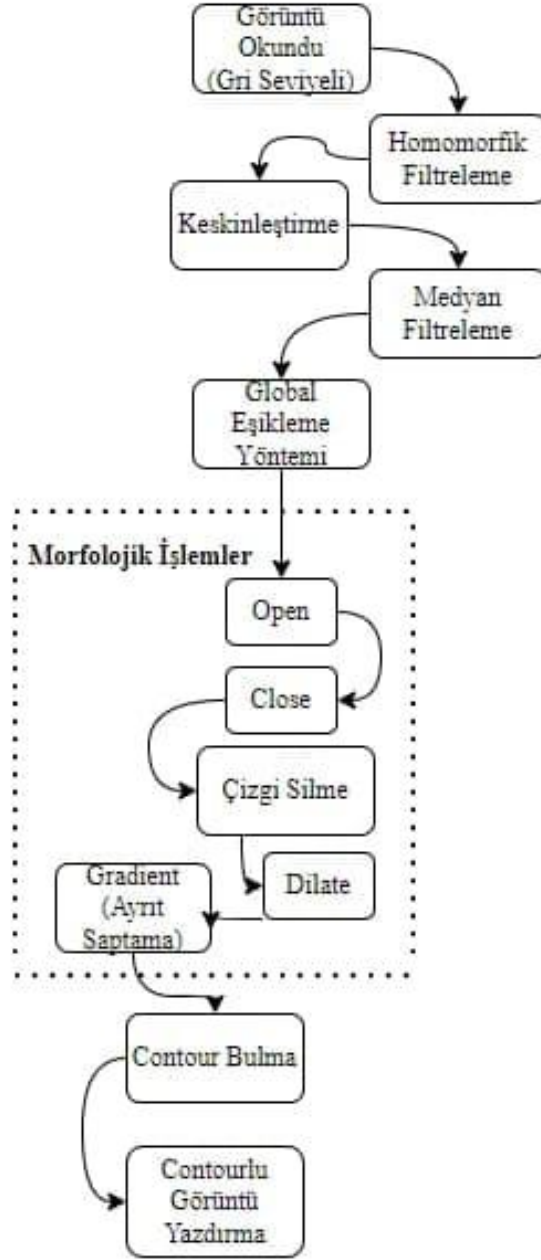 Görüntü
Okundu
(Gri Seviyeli)
Homomorfik
Filtreleme
Keskinleştirme
Medyan
Filtreleme
Global
Eşikleme
Yöntemi
Morfolojik İşlemler
Open
Close
Çizgi Silme
Dilate
Gradient
(Ayrıt
Saptama)
Contour Bulma
Contourlu
Görüntü
Yazdırma